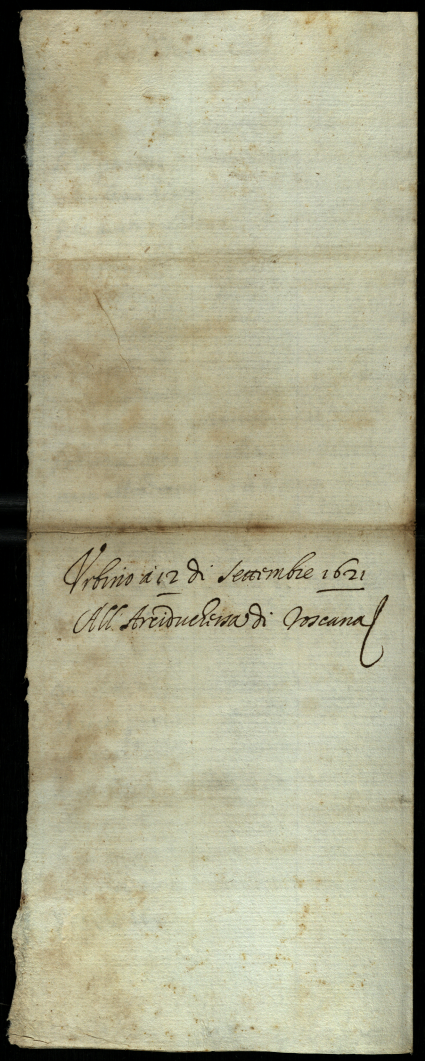 Vrbino à 12 di Settembre 1621
All. Arciduchessa di Toscana